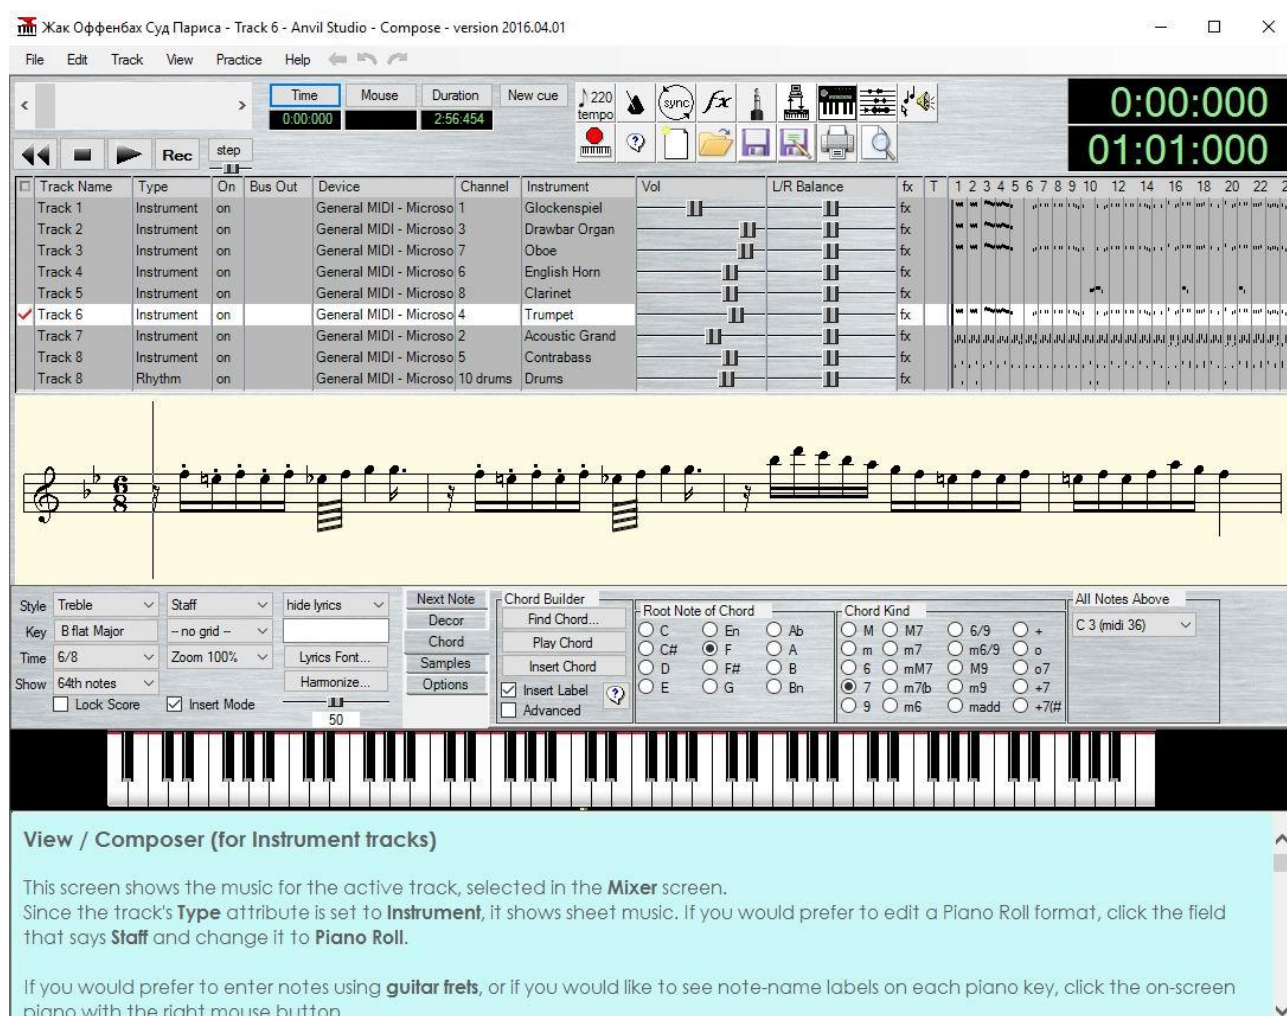 Жак Оффенбах Суд Париса - Track 6 - Anvil Studio - Compose - version 2016.04.01
File Edit Track View Practice Help
Time Mouse Duration New cue
0:00:000 2:56:454
220 tempo sync fx
0:00:000
01:01:000
Rec step
Track Name Type On Bus Out Device Channel Instrument Vol L/R Balance fx T 1 2 3 4 5 6 7 8 9 10 12 14 16 18 20 22 2
Track 1 Instrument on General MIDI - Microso 1 Glockenspiel fx
Track 2 Instrument on General MIDI - Microso 3 Drawbar Organ fx
Track 3 Instrument on General MIDI - Microso 7 Oboe fx
Track 4 Instrument on General MIDI - Microso 6 English Horn fx
Track 5 Instrument on General MIDI - Microso 8 Clarinet fx
Track 6 Instrument on General MIDI - Microso 4 Trumpet fx
Track 7 Instrument on General MIDI - Microso 2 Acoustic Grand fx
Track 8 Instrument on General MIDI - Microso 5 Contrabass fx
Track 8 Rhythm on General MIDI - Microso 10 drums Drums fx
6
8
Style Treble Staff hide lyrics
Key B flat Major -- no grid --
Time 6/8 Zoom 100% Lyrics Font...
Show 64th notes Harmonize...
Lock Score Insert Mode
50
Next Note
Decor
Chord
Samples
Options
Chord Builder
Find Chord...
Play Chord
Insert Chord
Insert Label
Advanced
Root Note of Chord
C En Ab
C# F A
D F# B
E G Bn
Chord Kind
M M7 6/9 +
m m7 m6/9 o
6 mM7 M9 o7
7 m7(b m9 +7
9 m6 madd +7(#
All Notes Above
C 3 (midi 36)
View / Composer (for Instrument tracks)
This screen shows the music for the active track, selected in the Mixer screen.
Since the track's Type attribute is set to Instrument, it shows sheet music. If you would prefer to edit a Piano Roll format, click the field
that says Staff and change it to Piano Roll.
If you would prefer to enter notes using guitar frets, or if you would like to see note-name labels on each piano key, click the on-screen
piano with the right mouse button.